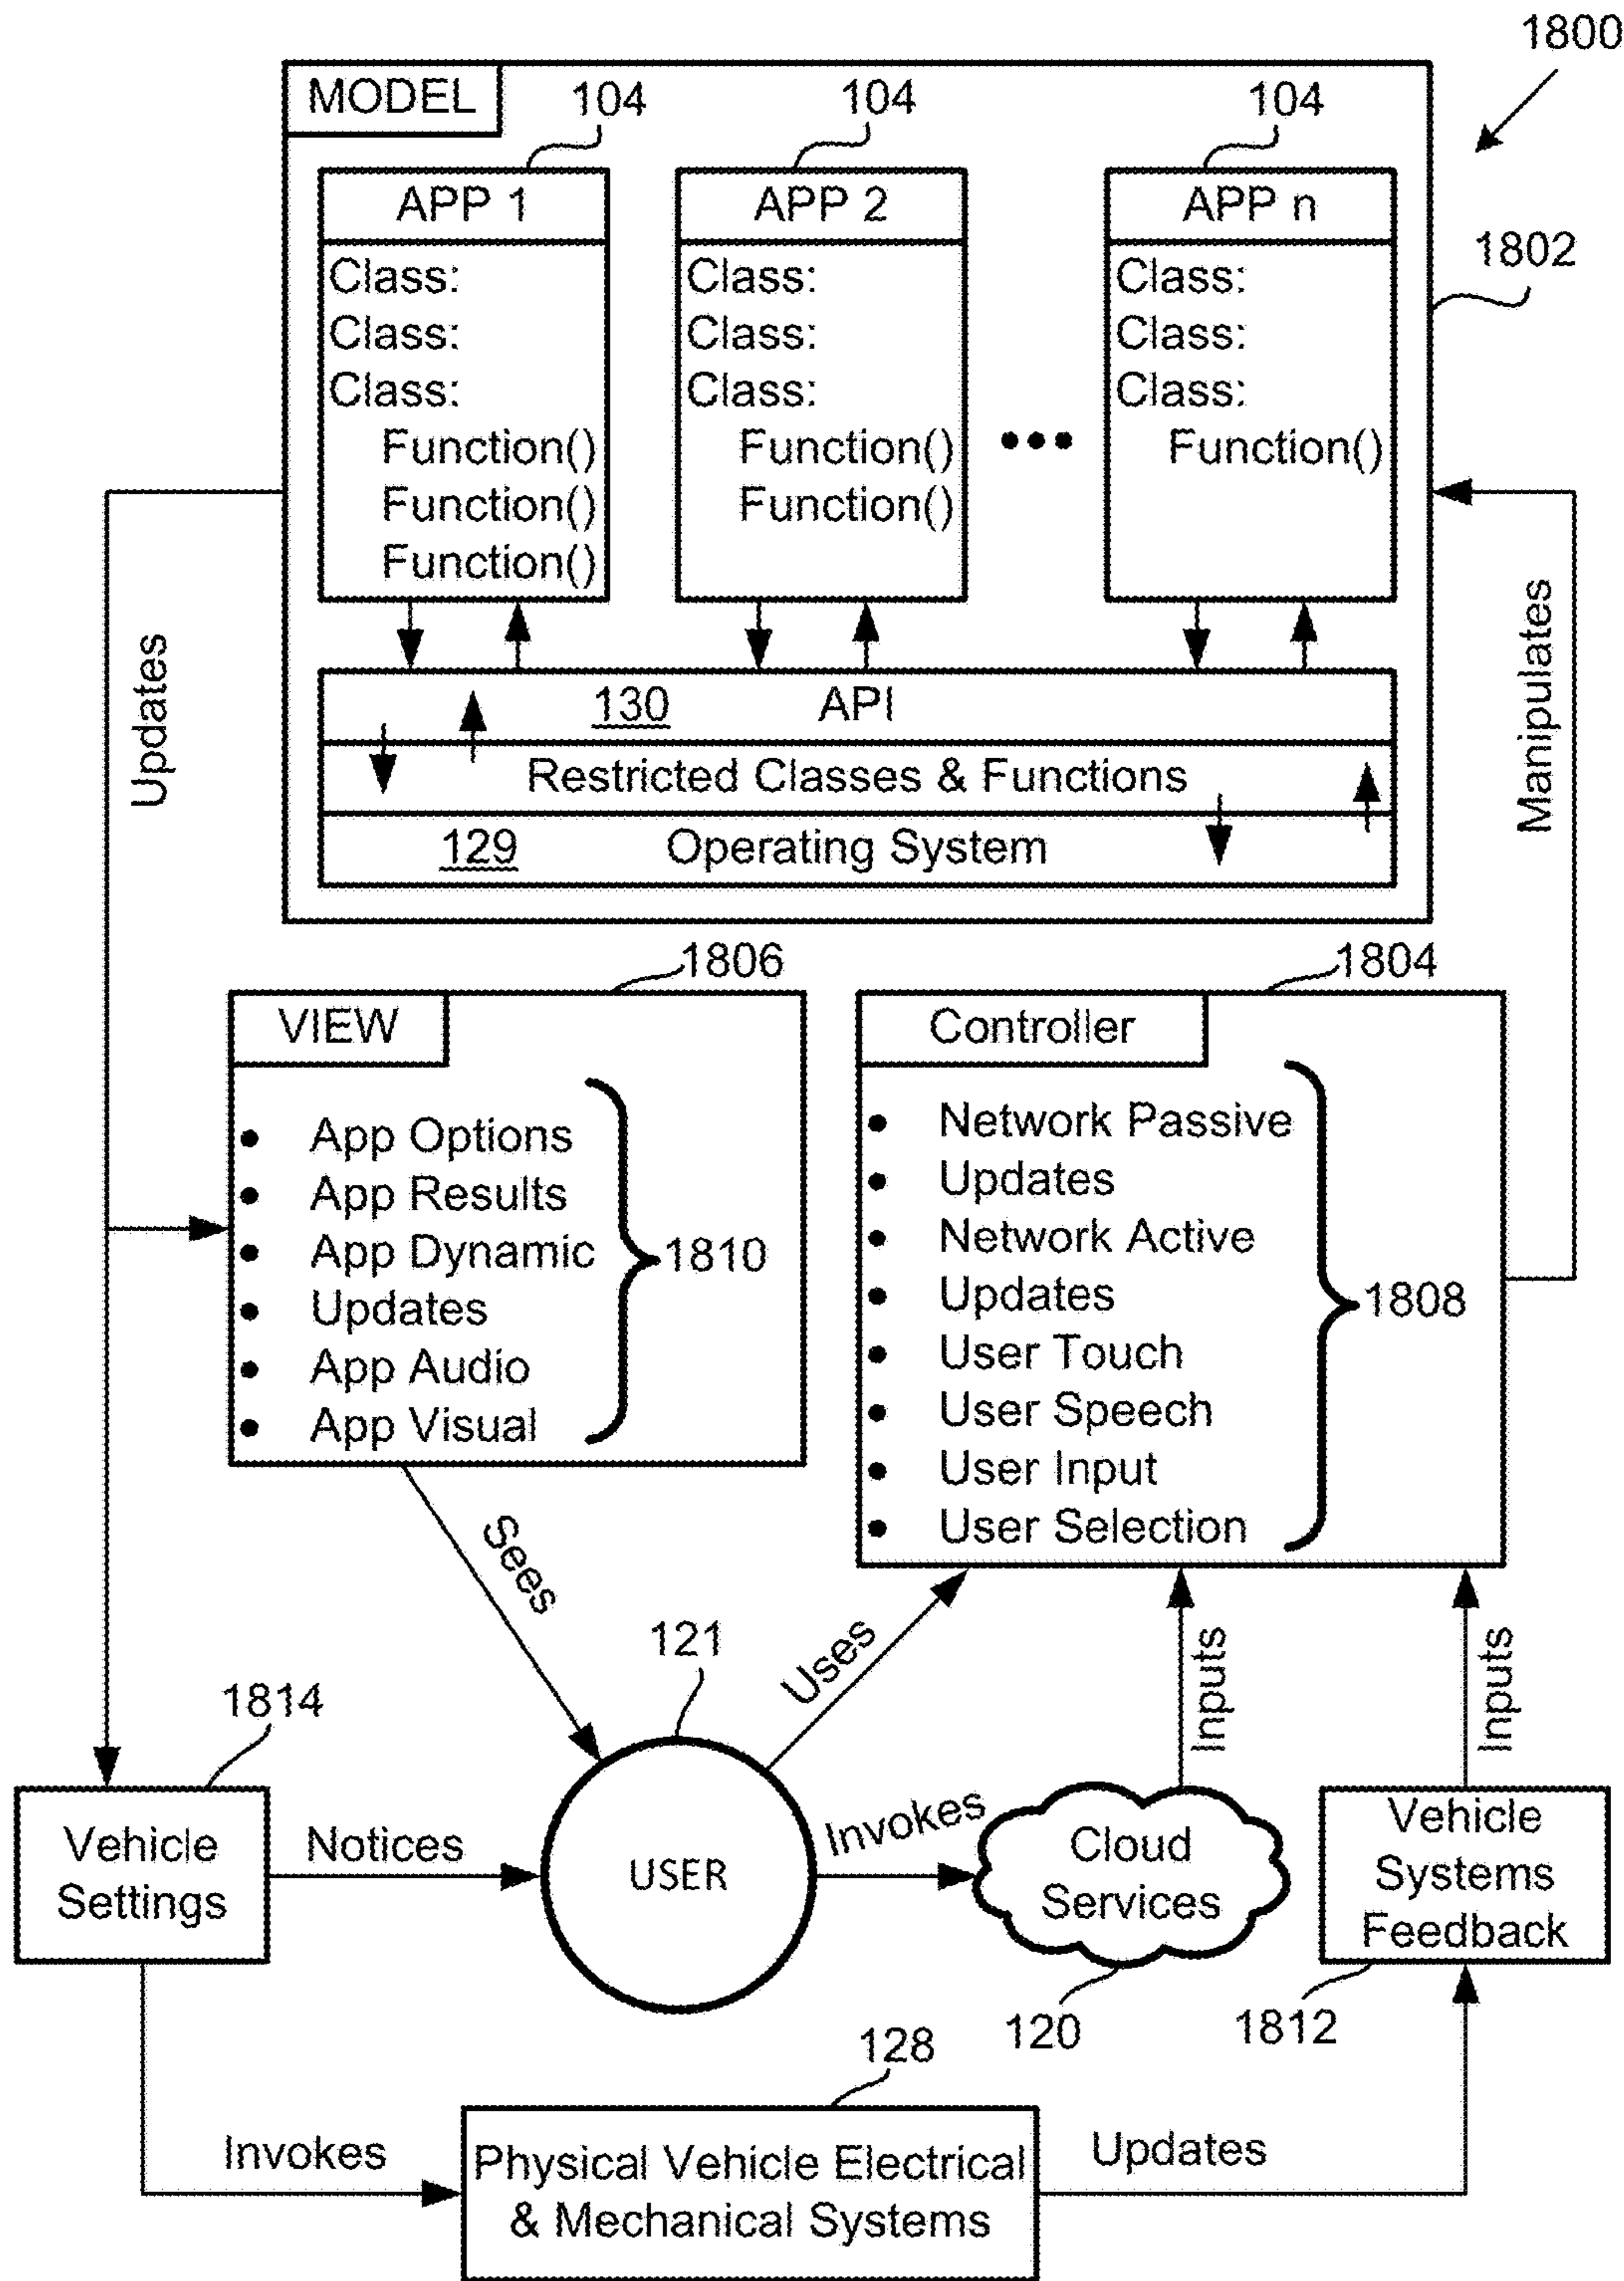 1800
MODEL
104
104
104
APP 1
APP 2
APP n
1802
Class:
Class:
Class:
Function()
Function()
Function()
Class:
Class:
Class:
Function()
Function()
•••
Class:
Class:
Class:
Function()
130 API
Restricted Classes & Functions
129 Operating System
Updates
Manipulates
1806
VIEW
• App Options
• App Results
• App Dynamic
• Updates
• App Audio
• App Visual
1810
1804
Controller
• Network Passive
• Updates
• Network Active
• Updates
• User Touch
• User Speech
• User Input
• User Selection
1808
Sees
Uses
Inputs
Inputs
121
1814
Vehicle
Settings
Notices
USER
Invokes
Cloud
Services
120
Vehicle
Systems
Feedback
1812
128
Invokes
Physical Vehicle Electrical
& Mechanical Systems
Updates